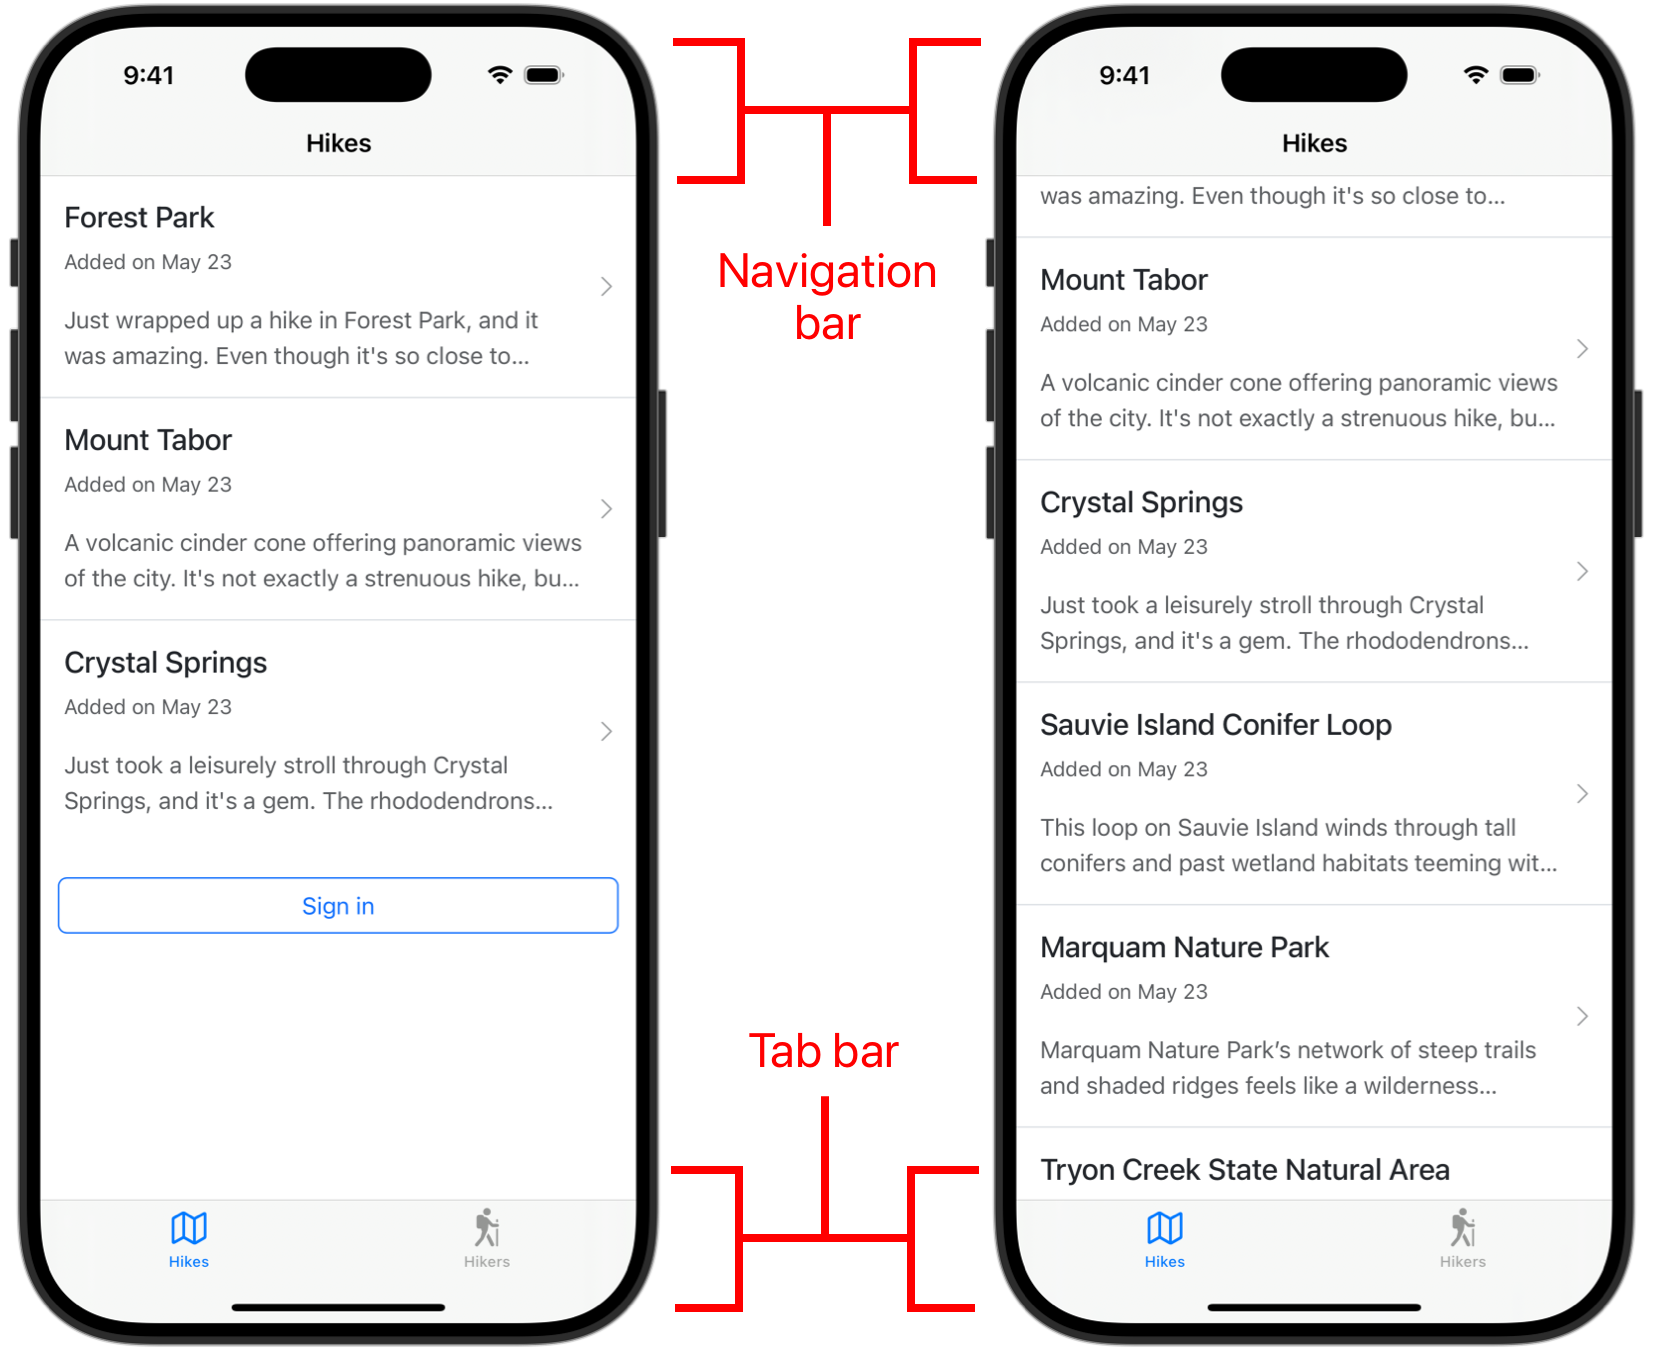 9:41
Hikes
Forest Park
Added on May 23
Just wrapped up a hike in Forest Park, and it
was amazing. Even though it's so close to...
Mount Tabor
Added on May 23
A volcanic cinder cone offering panoramic views
of the city. It's not exactly a strenuous hike, bu...
Crystal Springs
Added on May 23
Just took a leisurely stroll through Crystal
Springs, and it's a gem. The rhododendrons...
Sign in
Hikes
Hikers
Navigation
bar
Tab bar
9:41
Hikes
was amazing. Even though it's so close to...
Mount Tabor
Added on May 23
A volcanic cinder cone offering panoramic views
of the city. It's not exactly a strenuous hike, bu...
Crystal Springs
Added on May 23
Just took a leisurely stroll through Crystal
Springs, and it's a gem. The rhododendrons...
Sauvie Island Conifer Loop
Added on May 23
This loop on Sauvie Island winds through tall
conifers and past wetland habitats teeming wit...
Marquam Nature Park
Added on May 23
Marquam Nature Park’s network of steep trails
and shaded ridges feels like a wilderness...
Tryon Creek State Natural Area
Hikes
Hikers